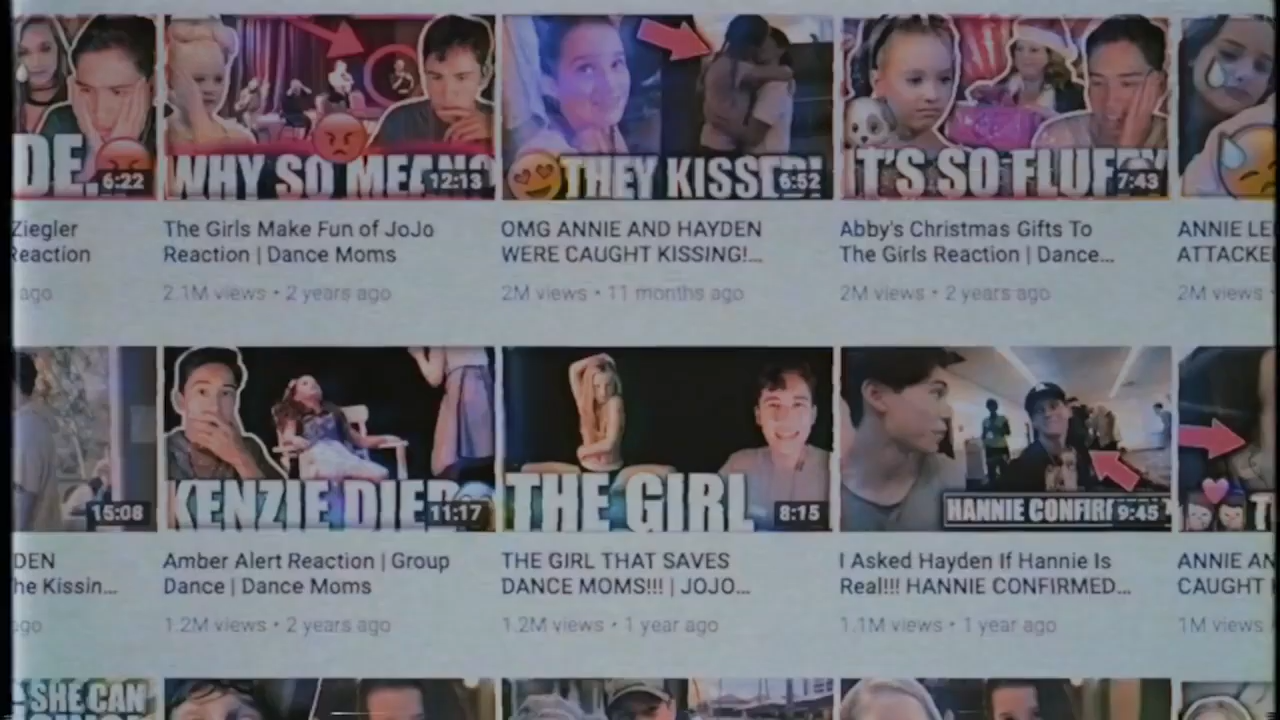 DE.
6:22
WHY SO MEAN?
12:13
THEY KISSED!
6:52
IT'S SO FLUFFY
7:43
Ziegler
Reaction
ago
The Girls Make Fun of JoJo
Reaction | Dance Moms
2.1M views • 2 years ago
OMG ANNIE AND HAYDEN
WERE CAUGHT KISSING!...
2M views • 11 months ago
Abby's Christmas Gifts To
The Girls Reaction | Dance...
2M views • 2 years ago
ANNIE LE
ATTACKE
2M views •
15:08
KENZIE DIED
11:17
THE GIRL
8:15
HANNIE CONFIR
9:45
T
DEN
he Kissin...
ago
Amber Alert Reaction | Group
Dance | Dance Moms
1.2M views • 2 years ago
THE GIRL THAT SAVES
DANCE MOMS!!! | JOJO...
1.2M views • 1 year ago
I Asked Hayden If Hannie Is
Real!!! HANNIE CONFIRMED...
1.1M views • 1 year ago
ANNIE AN
CAUGHT
1M views
SHE CAN